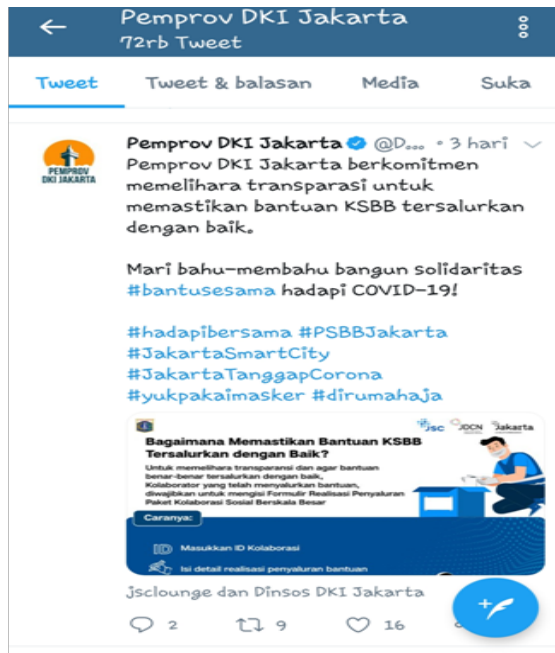 Pemprov DKI Jakarta
72rb Tweet
Tweet
Tweet & balasan
Media
Suka
PEMPROV
DKI JAKARTA
Pemprov DKI Jakarta @D... • 3 hari
Pemprov DKI Jakarta berkomitmen
memelihara transparasi untuk
memastikan bantuan KSBB tersalurkan
dengan baik.
Mari bahu-membahu bangun solidaritas
#bantusesama hadapi COVID-19!
#hadapibersama #PSBBJakarta
#JakartaSmartCity
#JakartaTanggapCorona
#yukpakaimasker #dirumahaja
jsc JDCN Jakarta
Bagaimana Memastikan Bantuan KSBB
Tersalurkan dengan Baik?
Untuk memelihara transparansi dan agar bantuan
benar-benar tersalurkan dengan baik,
Kolaborator yang telah menyalurkan bantuan,
diwajibkan untuk mengisi Formulir Realisasi Penyaluran
Paket Kolaborasi Sosial Berskala Besar
Caranya:
ID Masukkan ID Kolaborasi
Isi detail realisasi penyaluran bantuan
jsclounge dan Dinsos DKI Jakarta
2 9 16